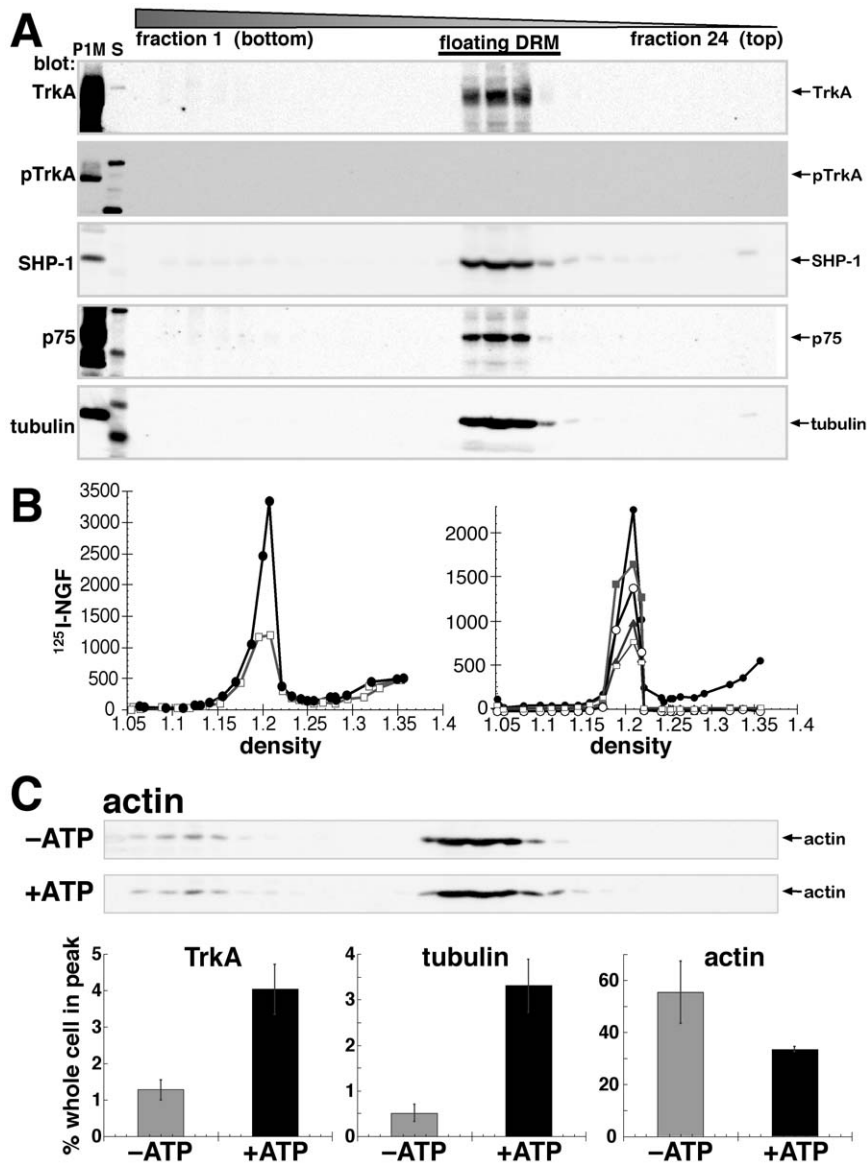 A
fraction 1 (bottom)
floating DRM
fraction 24 (top)
P1M S
blot:
TrkA
TrkA
pTrkA
pTrkA
SHP-1
SHP-1
p75
p75
tubulin
tubulin
B
125I-NGF
3500
3000
2500
2000
1500
1000
500
0
1.05 1.1 1.15 1.2 1.25 1.3 1.35 1.4
density
2000
1500
1000
500
0
1.05 1.1 1.15 1.2 1.25 1.3 1.35 1.4
density
C
actin
–ATP
actin
+ATP
actin
% whole cell in peak
TrkA
5
4
3
2
1
0
–ATP +ATP
tubulin
4
3
2
1
0
–ATP +ATP
actin
60
40
20
0
–ATP +ATP